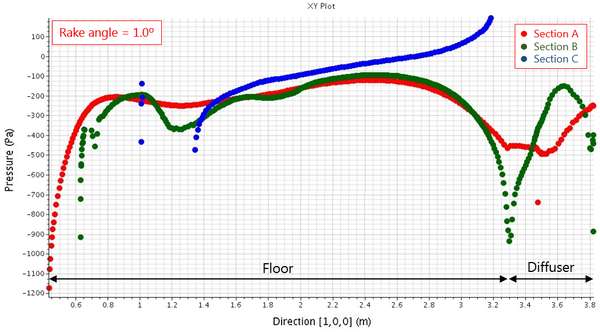 XY Plot
Rake angle = 1.0º
Section A
Section B
Section C
Pressure (Pa)
100
0
-100
-200
-300
-400
-500
-600
-700
-800
-900
-1000
-1100
-1200
Floor
Diffuser
0.6 0.8 1 1.2 1.4 1.6 1.8 2 2.2 2.4 2.6 2.8 3 3.2 3.4 3.6 3.8
Direction [1,0,0] (m)